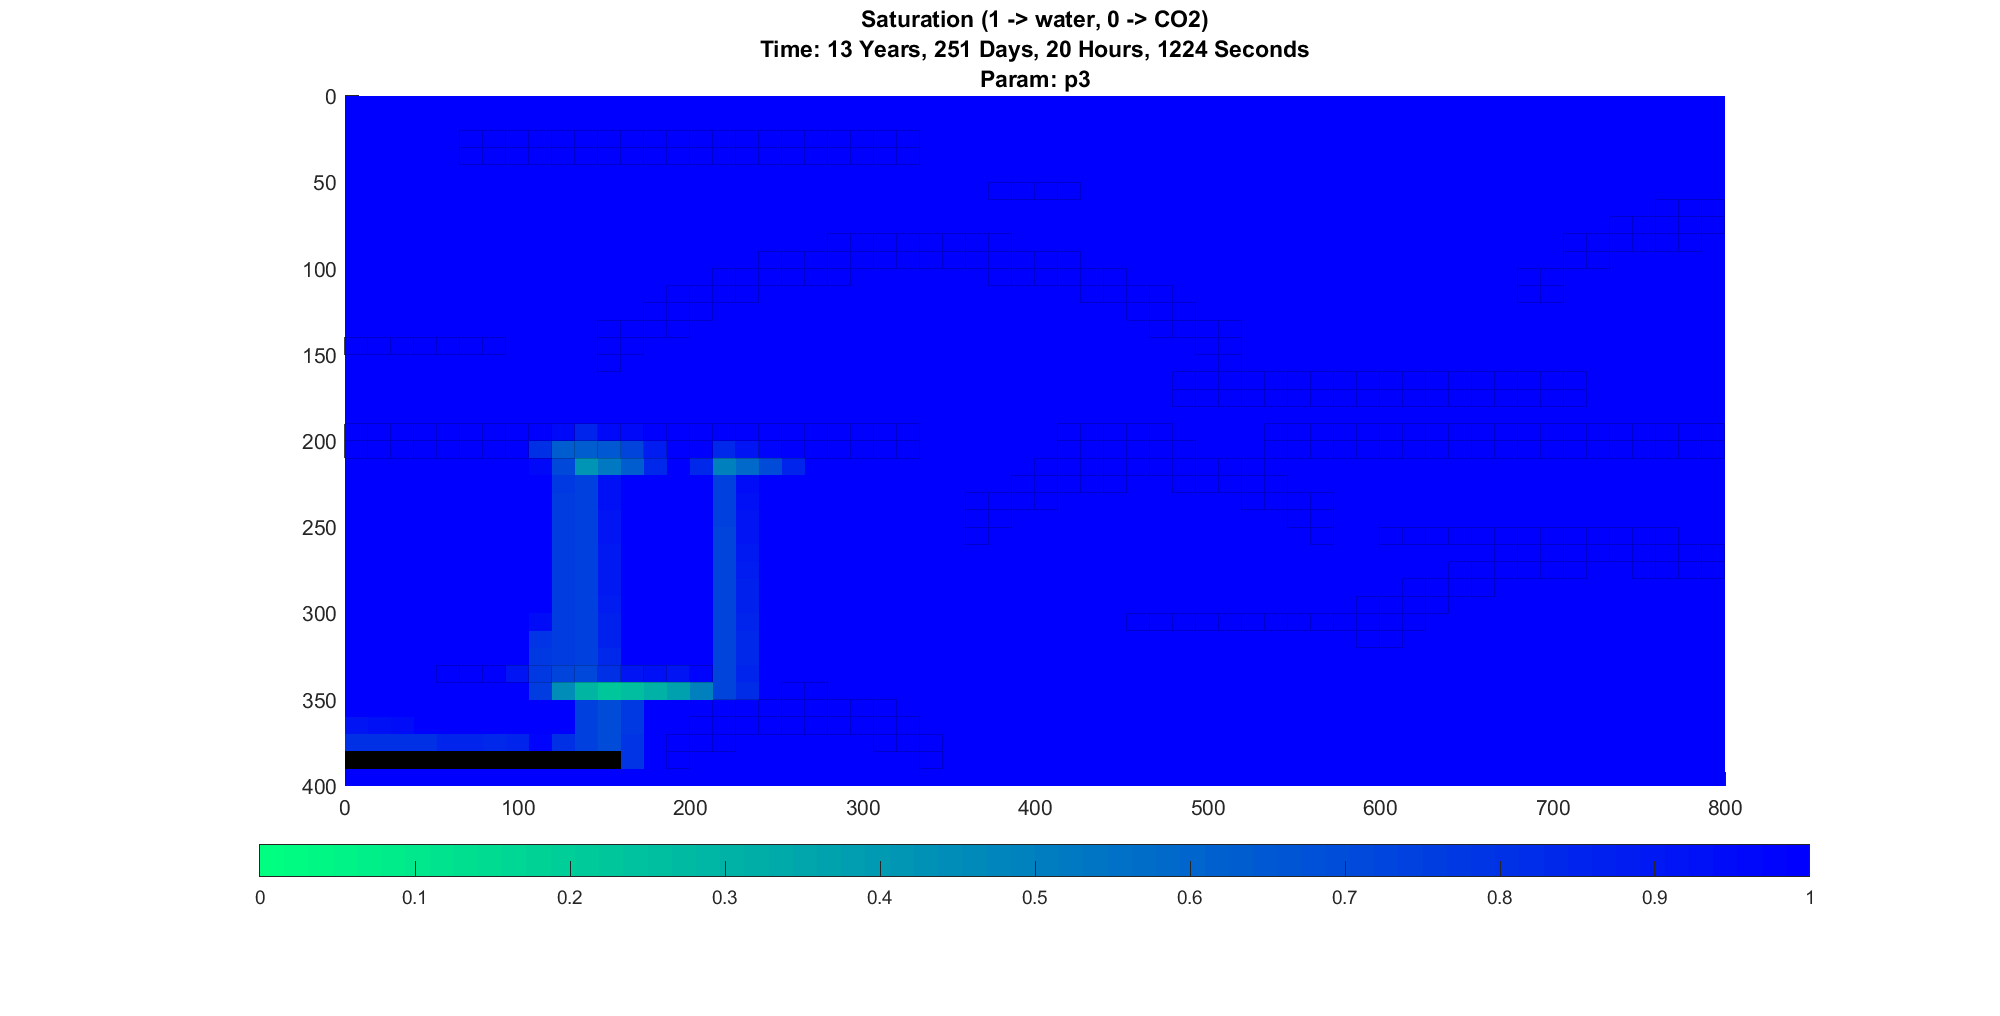 Saturation (1 -> water, 0 -> CO2)
Time: 13 Years, 251 Days, 20 Hours, 1224 Seconds
Param: p3
0
50
100
150
200
250
300
350
400
0 100 200 300 400 500 600 700 800
0 0.1 0.2 0.3 0.4 0.5 0.6 0.7 0.8 0.9 1